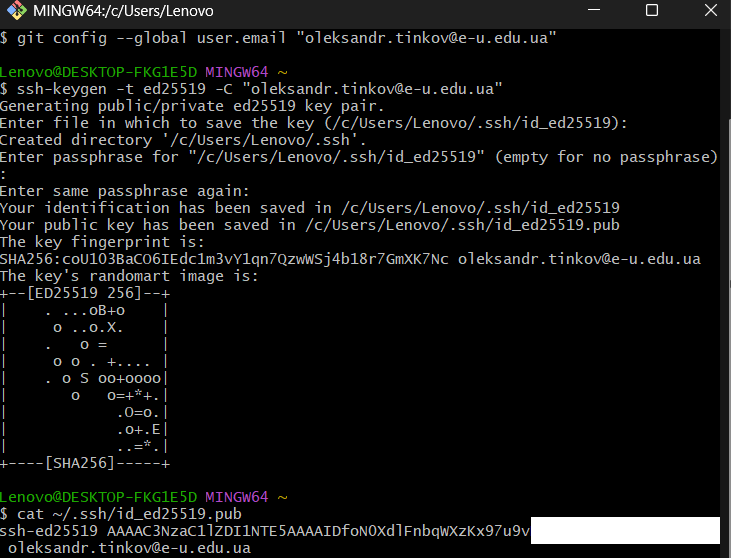 MINGW64:/c/Users/Lenovo
$ git config --global user.email "oleksandr.tinkov@e-u.edu.ua"
Lenovo@DESKTOP-FKG1E5D MINGW64 ~
$ ssh-keygen -t ed25519 -C "oleksandr.tinkov@e-u.edu.ua"
Generating public/private ed25519 key pair.
Enter file in which to save the key (/c/Users/Lenovo/.ssh/id_ed25519):
Created directory '/c/Users/Lenovo/.ssh'.
Enter passphrase for "/c/Users/Lenovo/.ssh/id_ed25519" (empty for no passphrase)
:
Enter same passphrase again:
Your identification has been saved in /c/Users/Lenovo/.ssh/id_ed25519
Your public key has been saved in /c/Users/Lenovo/.ssh/id_ed25519.pub
The key fingerprint is:
SHA256:coU1O3BaCO6IEdc1m3vY1qn7QzwWSj4b18r7GmXK7Nc oleksandr.tinkov@e-u.edu.ua
The key's randomart image is:
+--[ED25519 256]--+
|    . ...oB+o    |
|     o ..o.X.    |
|    .   o =      |
|     o o . +.... |
|    . o S oo+oooo|
|       o   o=+*+.|
|            .O=o.|
|            .o+.E|
|            ..=*.|
+----[SHA256]-----+
Lenovo@DESKTOP-FKG1E5D MINGW64 ~
$ cat ~/.ssh/id_ed25519.pub
ssh-ed25519 AAAAC3NzaC1lZDI1NTE5AAAAIDfoNOXdlFnbqWXzKx97u9v
oleksandr.tinkov@e-u.edu.ua